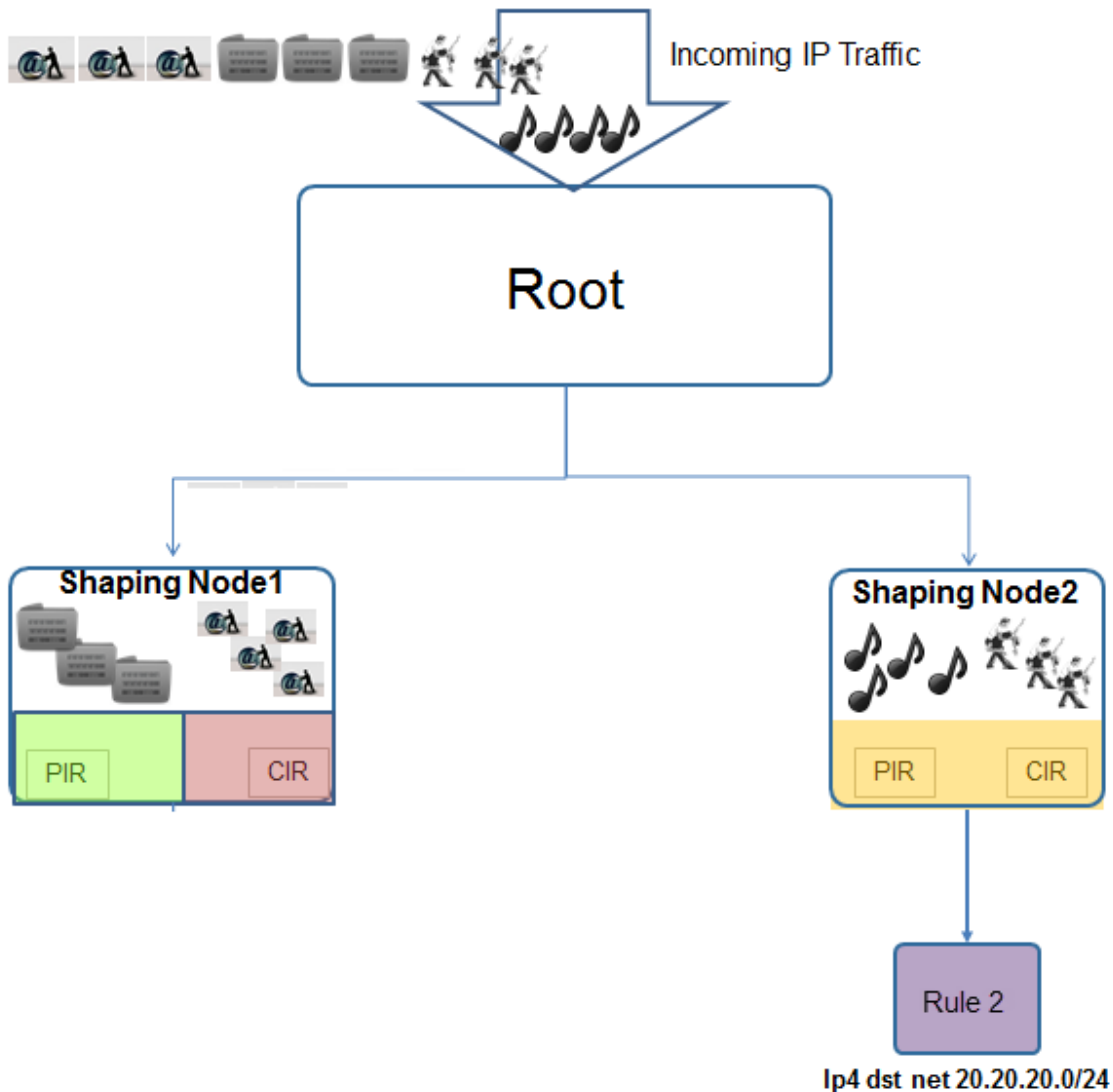 Incoming IP Traffic
Root
Shaping Node1
Shaping Node2
PIR
CIR
PIR
CIR
Rule 2
Ip4 dst net 20.20.20.0/24